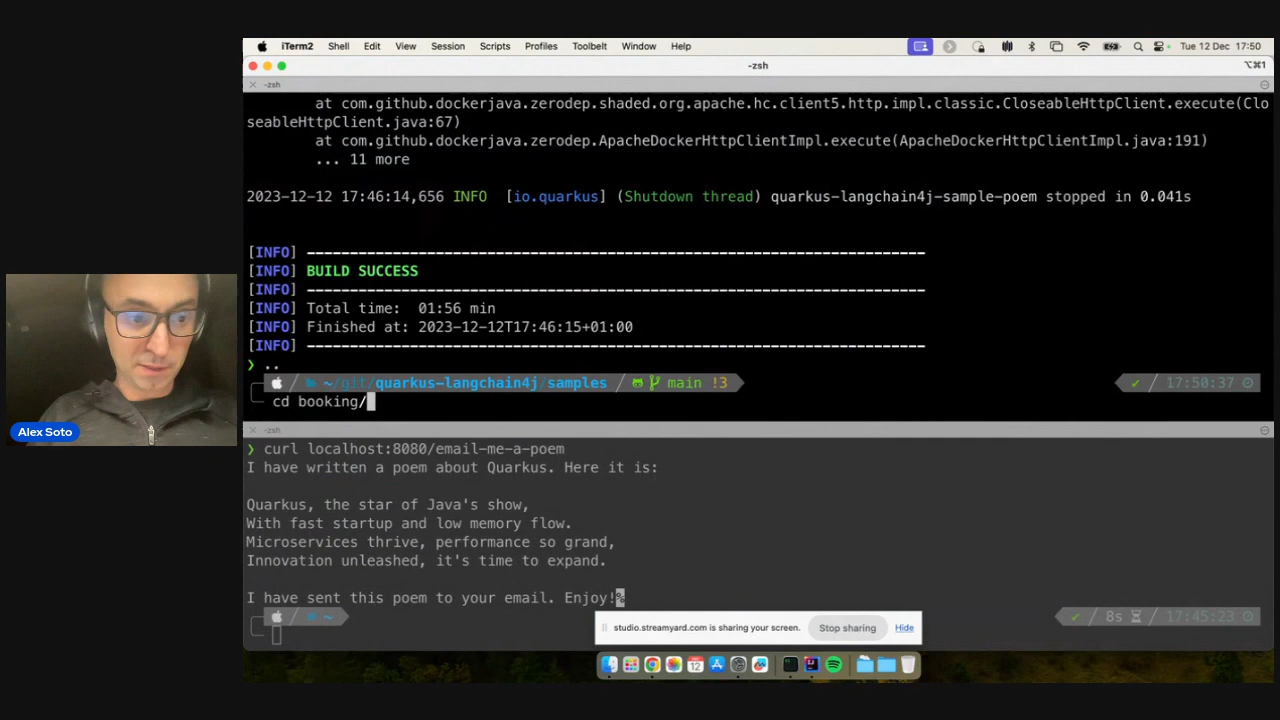 iTerm2 Shell Edit View Session Scripts Profiles Toolbelt Window Help Tue 12 Dec 17:50
-zsh ⌥⌘1
-zsh
at com.github.dockerjava.zerodep.shaded.org.apache.hc.client5.http.impl.classic.CloseableHttpClient.execute(Clo
seableHttpClient.java:67)
at com.github.dockerjava.zerodep.ApacheDockerHttpClientImpl.execute(ApacheDockerHttpClientImpl.java:191)
... 11 more
2023-12-12 17:46:14,656 INFO [io.quarkus] (Shutdown thread) quarkus-langchain4j-sample-poem stopped in 0.041s
[INFO] ------------------------------------------------------------------------
[INFO] BUILD SUCCESS
[INFO] ------------------------------------------------------------------------
[INFO] Total time: 01:56 min
[INFO] Finished at: 2023-12-12T17:46:15+01:00
[INFO] ------------------------------------------------------------------------
❯ ..
~/git/quarkus-langchain4j/samples main !3 ✓ 17:50:37
cd booking/
-zsh
❯ curl localhost:8080/email-me-a-poem
I have written a poem about Quarkus. Here it is:
Quarkus, the star of Java's show,
With fast startup and low memory flow.
Microservices thrive, performance so grand,
Innovation unleashed, it's time to expand.
I have sent this poem to your email. Enjoy!%
~ ✓ 8s 17:45:23
studio.streamyard.com is sharing your screen. Stop sharing Hide
12
Alex Soto